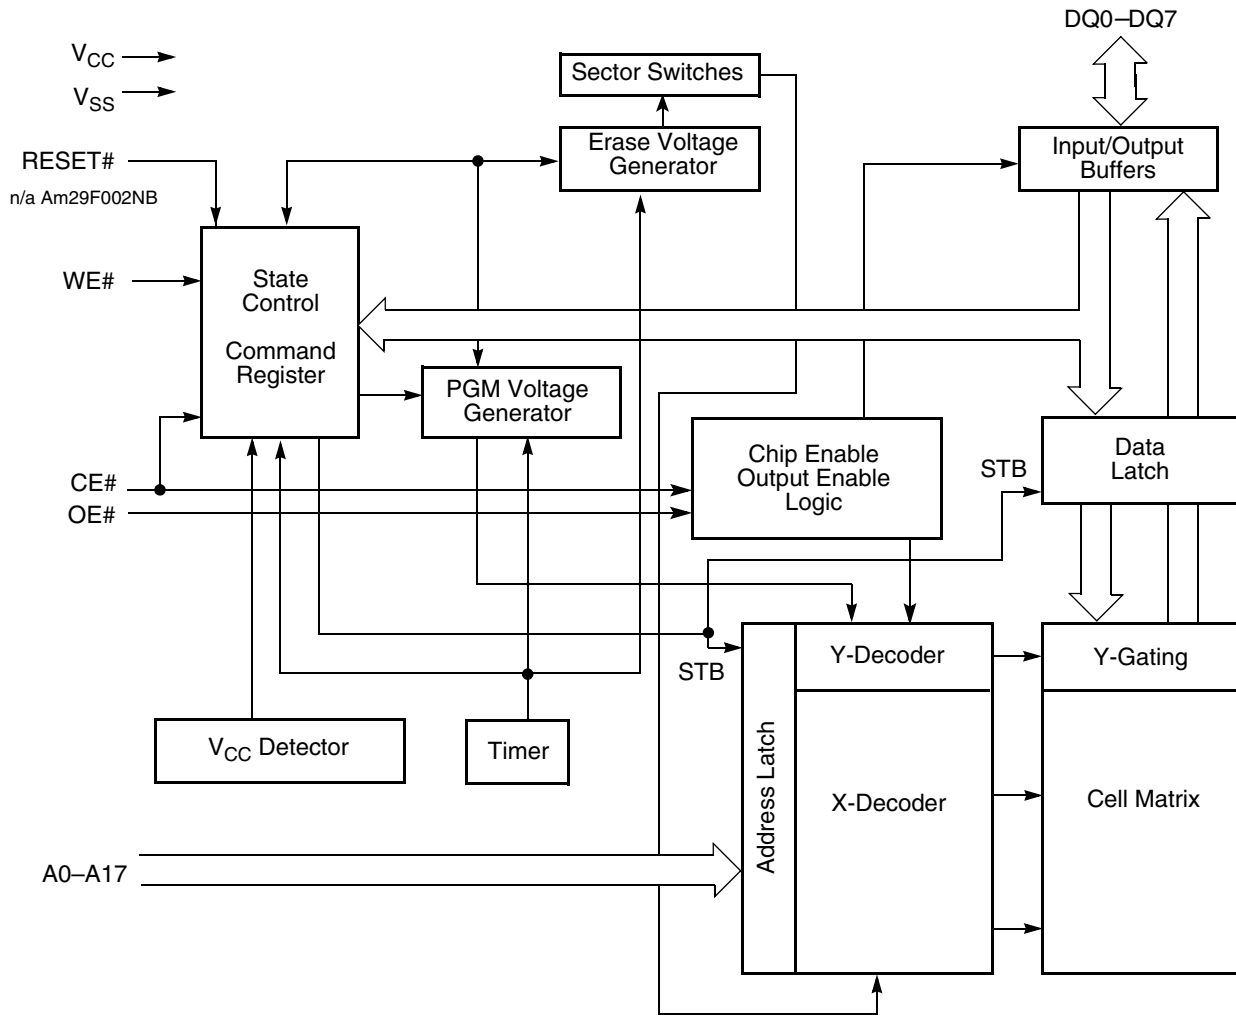 DQ0–DQ7
VCC
VSS
Sector Switches
RESET#
n/a Am29F002NB
Erase Voltage
Generator
Input/Output
Buffers
WE#
State
Control
Command
Register
PGM Voltage
Generator
CE#
OE#
Chip Enable
Output Enable
Logic
STB
Data
Latch
STB
Y-Decoder
Y-Gating
VCC Detector
Timer
Address Latch
X-Decoder
Cell Matrix
A0–A17